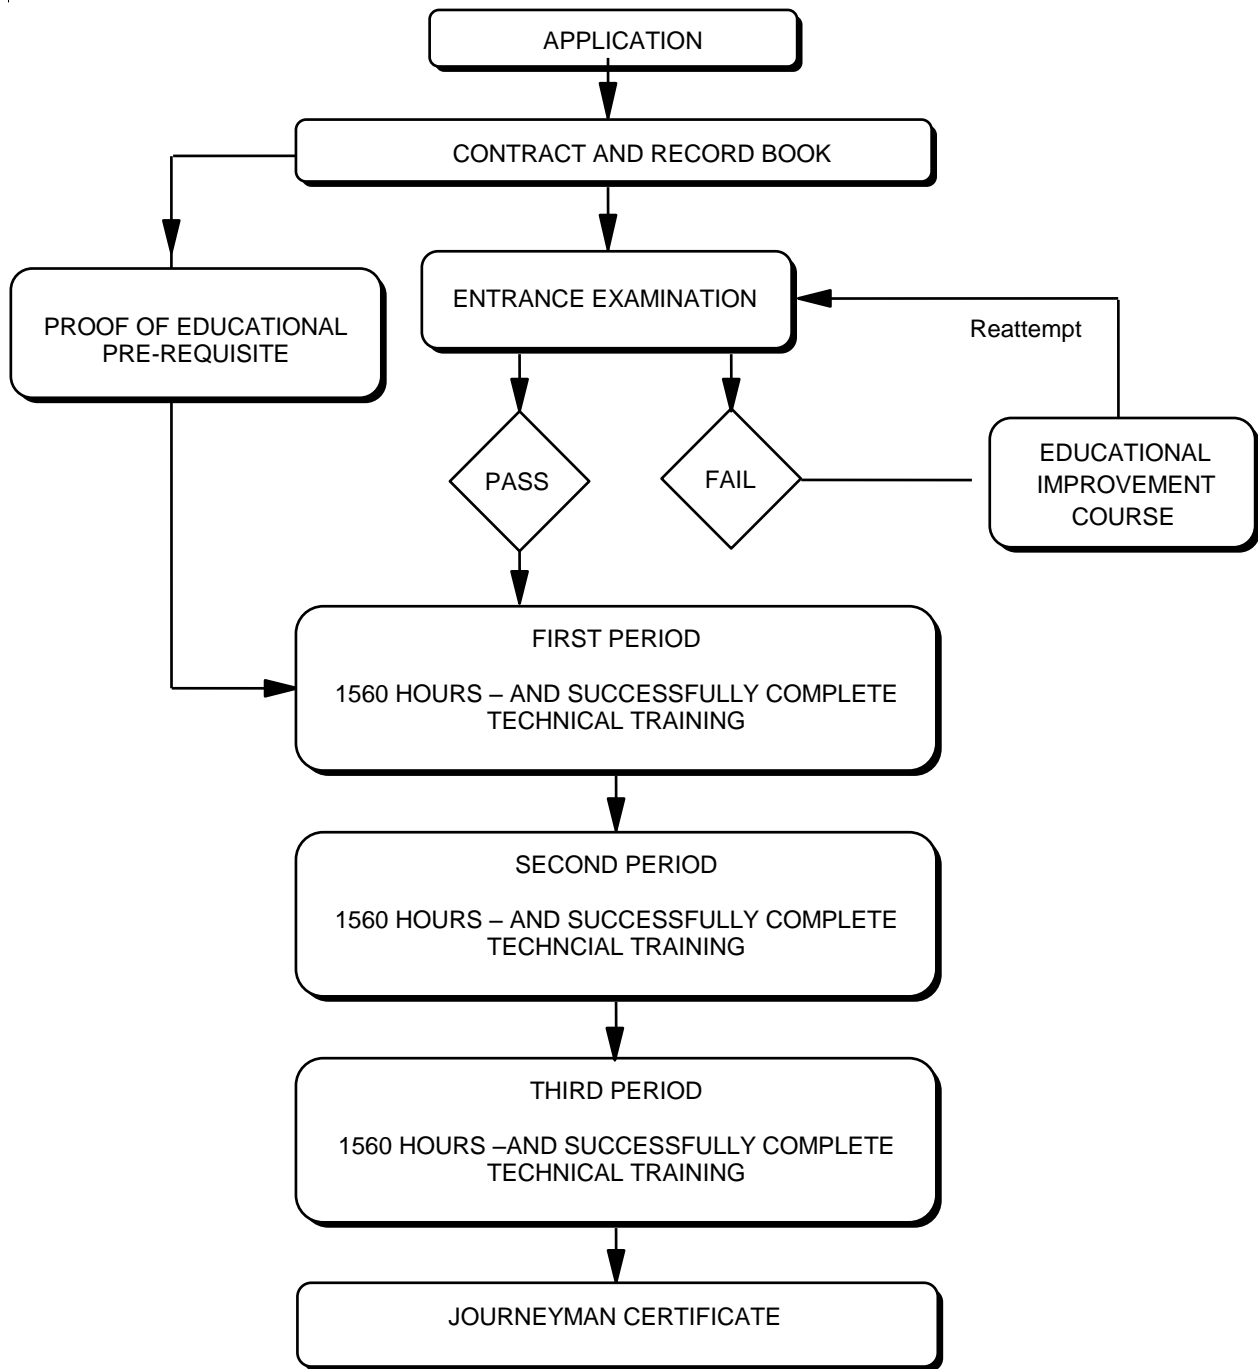 APPLICATION
CONTRACT AND RECORD BOOK
PROOF OF EDUCATIONAL
PRE-REQUISITE
ENTRANCE EXAMINATION
Reattempt
PASS
FAIL
EDUCATIONAL
IMPROVEMENT
COURSE
FIRST PERIOD
1560 HOURS – AND SUCCESSFULLY COMPLETE
TECHNICAL TRAINING
SECOND PERIOD
1560 HOURS – AND SUCCESSFULLY COMPLETE
TECHNCIAL TRAINING
THIRD PERIOD
1560 HOURS –AND SUCCESSFULLY COMPLETE
TECHNICAL TRAINING
JOURNEYMAN CERTIFICATE